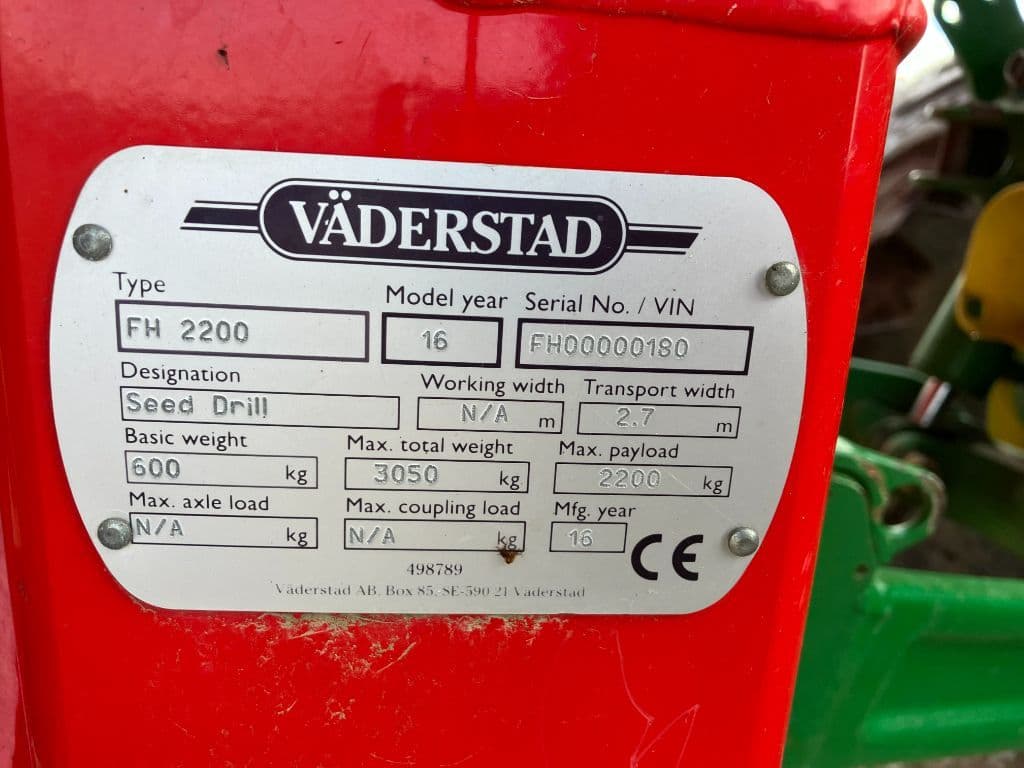 VÄDERSTAD
Type Model year Serial No. / VIN
FH 2200 16 FH00000180
Designation Working width Transport width
Seed Drill N/A m 2.7 m
Basic weight Max. total weight Max. payload
600 kg 3050 kg 2200 kg
Max. axle load Max. coupling load Mfg. year
N/A kg N/A kg 16 CE
498789
Väderstad AB, Box 85, SE-590 21 Väderstad